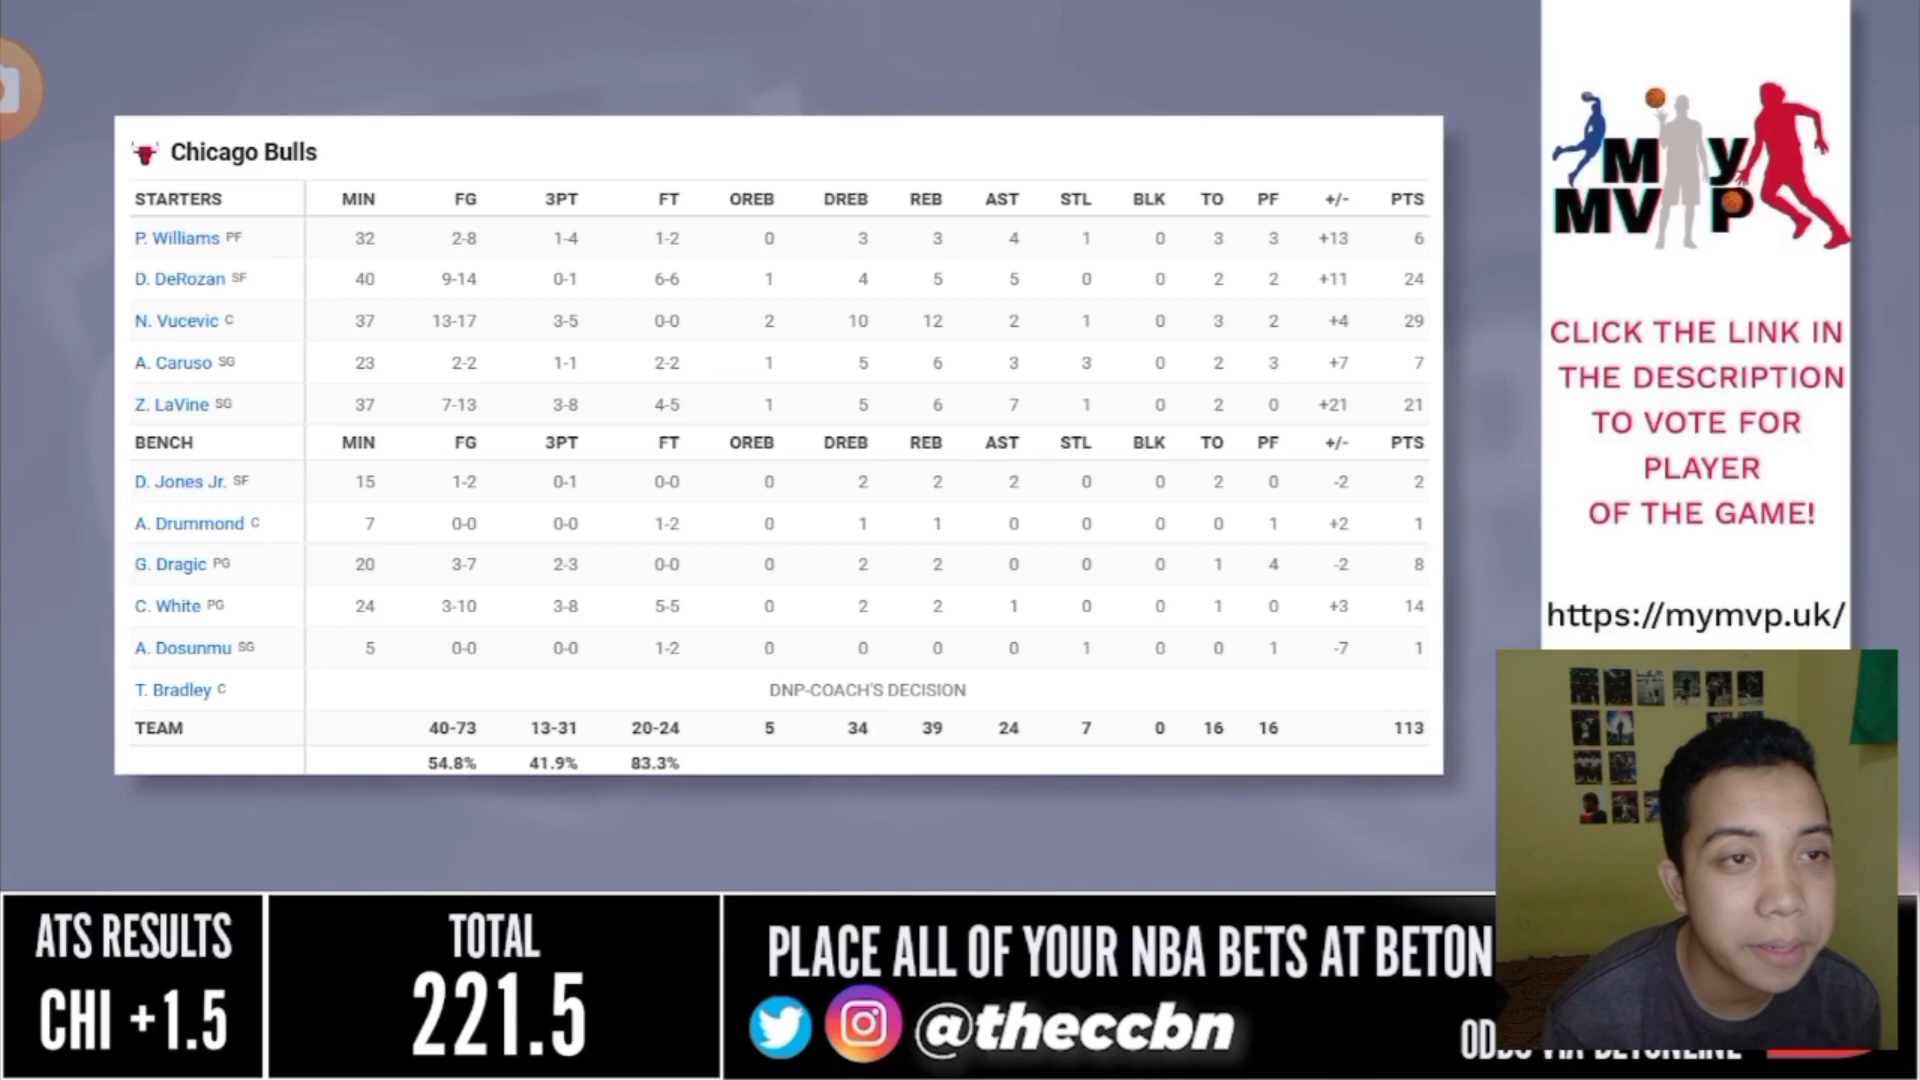 Chicago Bulls
STARTERS MIN FG 3PT FT OREB DREB REB AST STL BLK TO PF +/- PTS
P. Williams PF 32 2-8 1-4 1-2 0 3 3 4 1 0 3 3 +13 6
D. DeRozan SF 40 9-14 0-1 6-6 1 4 5 5 0 0 2 2 +11 24
N. Vucevic C 37 13-17 3-5 0-0 2 10 12 2 1 0 3 2 +4 29
A. Caruso SG 23 2-2 1-1 2-2 1 5 6 3 3 0 2 3 +7 7
Z. LaVine SG 37 7-13 3-8 4-5 1 5 6 7 1 0 2 0 +21 21
BENCH MIN FG 3PT FT OREB DREB REB AST STL BLK TO PF +/- PTS
D. Jones Jr. SF 15 1-2 0-1 0-0 0 2 2 2 0 0 2 0 -2 2
A. Drummond C 7 0-0 0-0 1-2 0 1 1 0 0 0 0 1 +2 1
G. Dragic PG 20 3-7 2-3 0-0 0 2 2 0 0 0 1 4 -2 8
C. White PG 24 3-10 3-8 5-5 0 2 2 1 0 0 1 0 +3 14
A. Dosunmu SG 5 0-0 0-0 1-2 0 0 0 0 1 0 0 1 -7 1
T. Bradley C DNP-COACH'S DECISION
TEAM 40-73 13-31 20-24 5 34 39 24 7 0 16 16 113
54.8% 41.9% 83.3%
My
MVP
CLICK THE LINK IN
THE DESCRIPTION
TO VOTE FOR
PLAYER
OF THE GAME!
https://mymvp.uk/
ATS RESULTS
CHI +1.5
TOTAL
221.5
PLACE ALL OF YOUR NBA BETS AT BETON
@theccbn